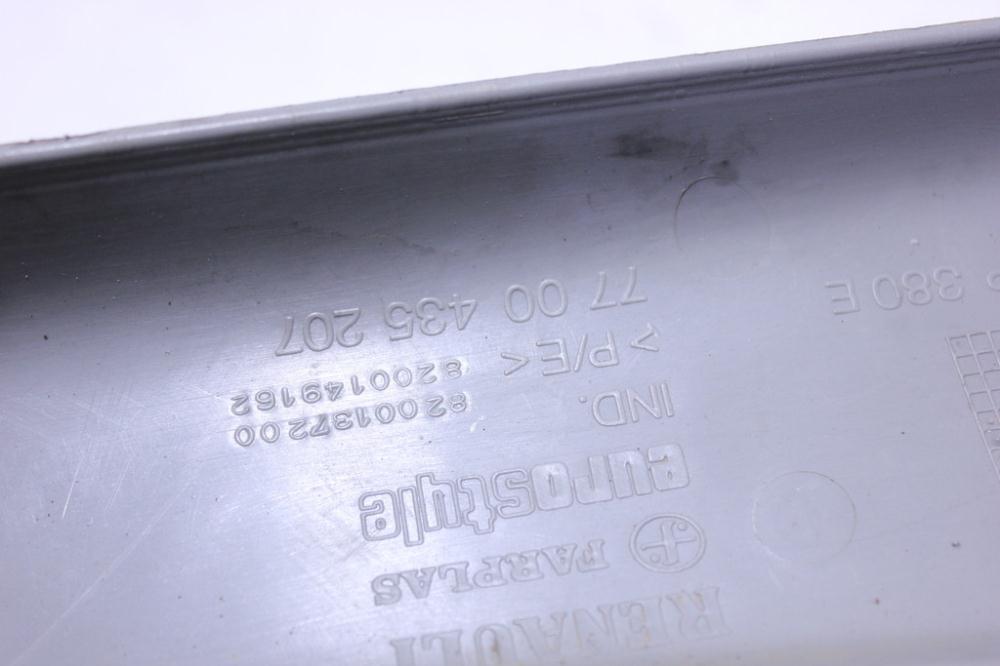 RENAULT
FARPLAS
eurostyle
IND. 8200137200
>P/E< 8200149162
77 00 435 207
P 380 E